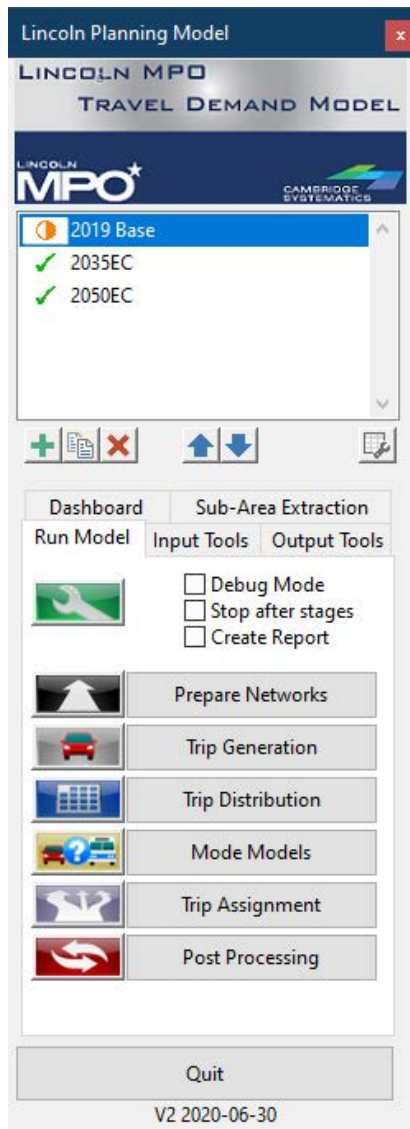 Lincoln Planning Model x
LINCOLN MPO
TRAVEL DEMAND MODEL
LINCOLN
MPO
CAMBRIDGE
SYSTEMATICS
2019 Base
2035EC
2050EC
Dashboard Sub-Area Extraction
Run Model Input Tools Output Tools
Debug Mode
Stop after stages
Create Report
Prepare Networks
Trip Generation
Trip Distribution
? Mode Models
Trip Assignment
Post Processing
Quit
V2 2020-06-30